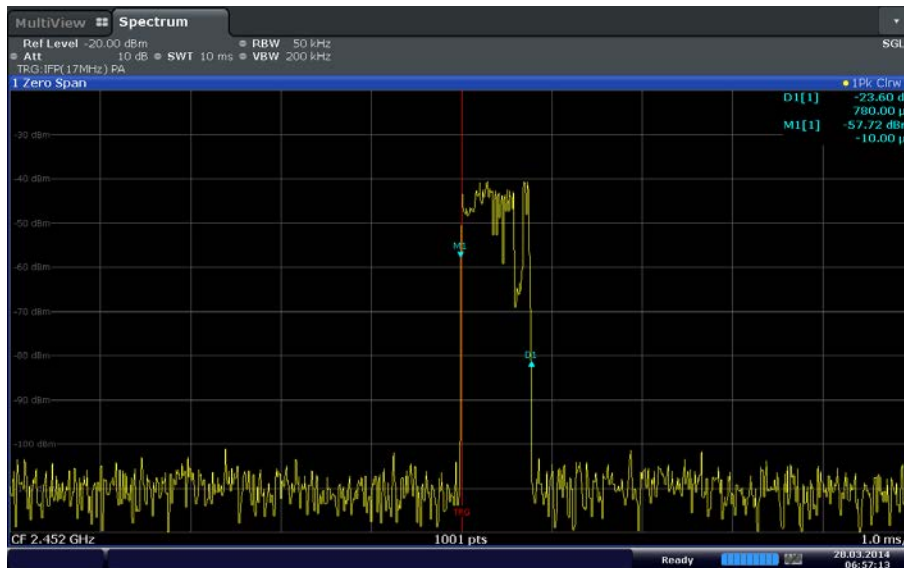 MultiView Spectrum
Ref Level -20.00 dBm RBW 50 kHz SGL
Att 10 dB SWT 10 ms VBW 200 kHz
TRG:IFP(17MHz) PA
1 Zero Span 1Pk Clrw
D1[1] -23.60 d
780.00 µ
M1[1] -57.72 dBr
-10.00 µ
-30 dBm
-40 dBm
-50 dBm
M1
-60 dBm
-70 dBm
-80 dBm
D1
-90 dBm
-100 dBm
TRG
CF 2.452 GHz 1001 pts 1.0 ms/
Ready 28.03.2014
06:57:13